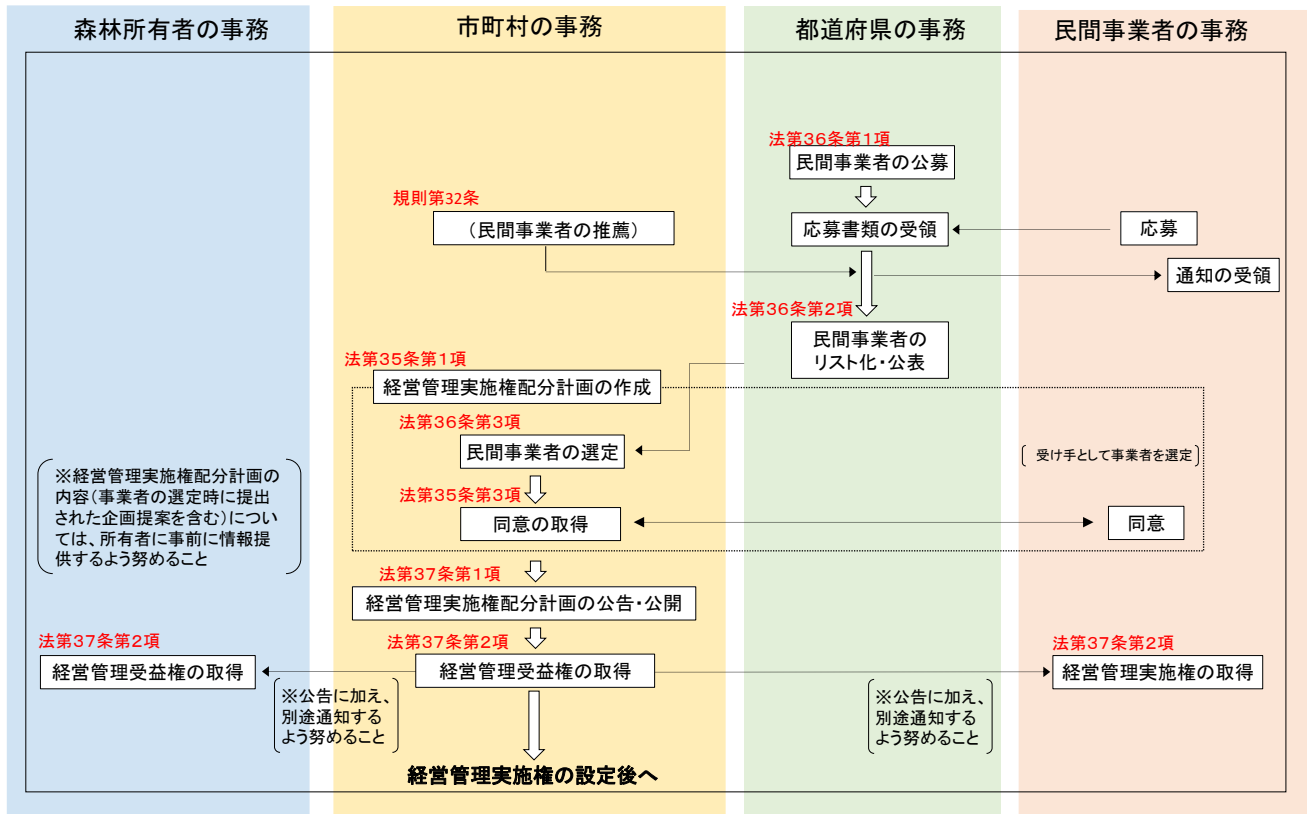 森林所有者の事務
市町村の事務
都道府県の事務
民間事業者の事務
法第36条第1項
民間事業者の公募
規則第32条
（民間事業者の推薦）
応募書類の受領
応募
通知の受領
法第36条第2項
民間事業者の
リスト化・公表
法第35条第1項
経営管理実施権配分計画の作成
法第36条第3項
民間事業者の選定
受け手として事業者を選定
※経営管理実施権配分計画の
内容（事業者の選定時に提出
された企画提案を含む）につい
ては、所有者に事前に情報提
供するよう努めること
法第35条第3項
同意の取得
同意
法第37条第1項
経営管理実施権配分計画の公告・公開
法第37条第2項
経営管理受益権の取得
法第37条第2項
経営管理受益権の取得
法第37条第2項
経営管理実施権の取得
※公告に加え、
別途通知する
よう努めること
※公告に加え、
別途通知する
よう努めること
経営管理実施権の設定後へ